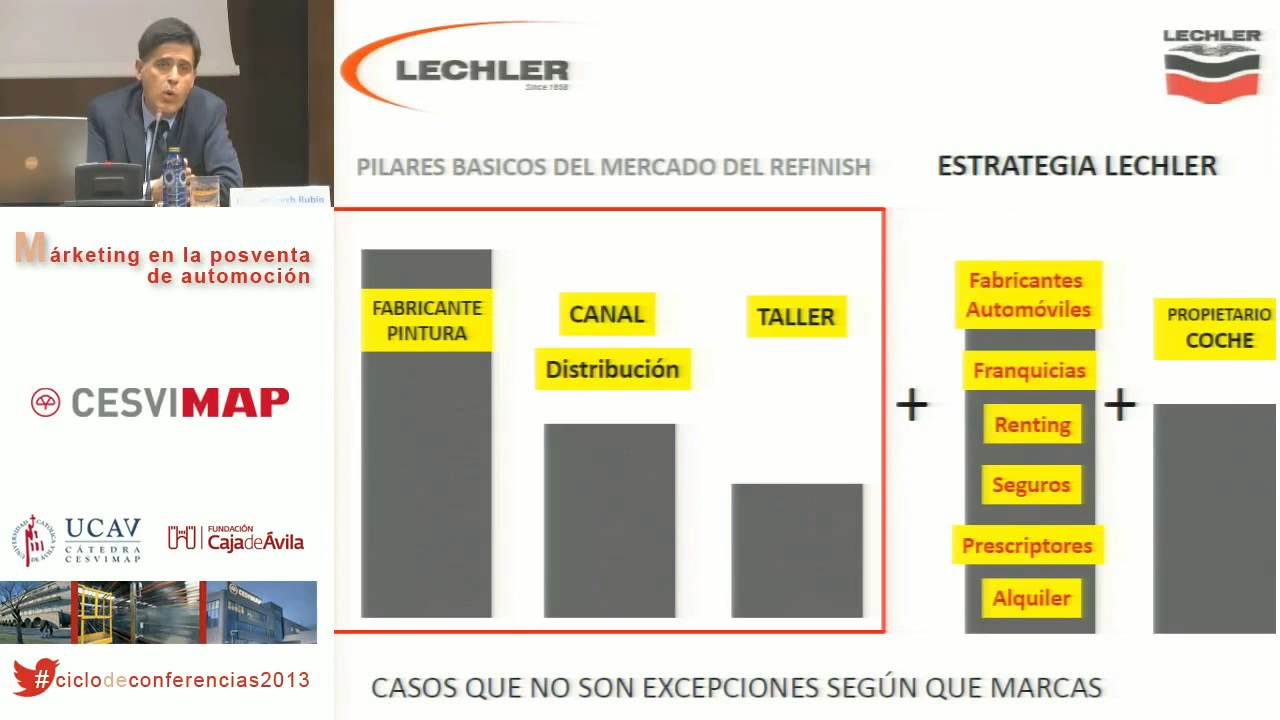 LECHLER
Since 1858
LECHLER
PILARES BASICOS DEL MERCADO DEL REFINISH
ESTRATEGIA LECHLER
Márketing en la posventa
de automoción
FABRICANTE
PINTURA
CANAL
Distribución
TALLER
+
Fabricantes
Automóviles
Franquicias
Renting
Seguros
Prescriptores
Alquiler
+
PROPIETARIO
COCHE
CESVIMAP
UCAV
CÁTEDRA
CESVIMAP
FUNDACIÓN
CajadeÁvila
CESVIMAP
#ciclodeconferencias2013
CASOS QUE NO SON EXCEPCIONES SEGÚN QUE MARCAS